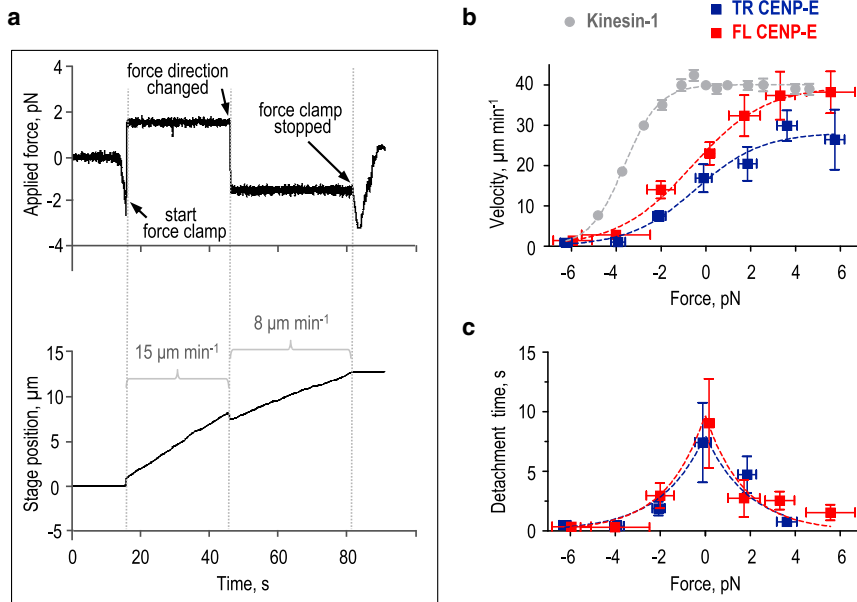 a
Applied force, pN
4
2
0
-2
-4
force direction
changed
force clamp
stopped
start
force clamp
Stage position, µm
15
10
5
0
-5
15 µm min-1
8 µm min-1
0 20 40 60 80
Time, s
b
Kinesin-1
TR CENP-E
FL CENP-E
Velocity, µm min-1
40
30
20
10
0
-6 -4 -2 0 2 4 6
Force, pN
c
Detachment time, s
15
10
5
0
-6 -4 -2 0 2 4 6
Force, pN